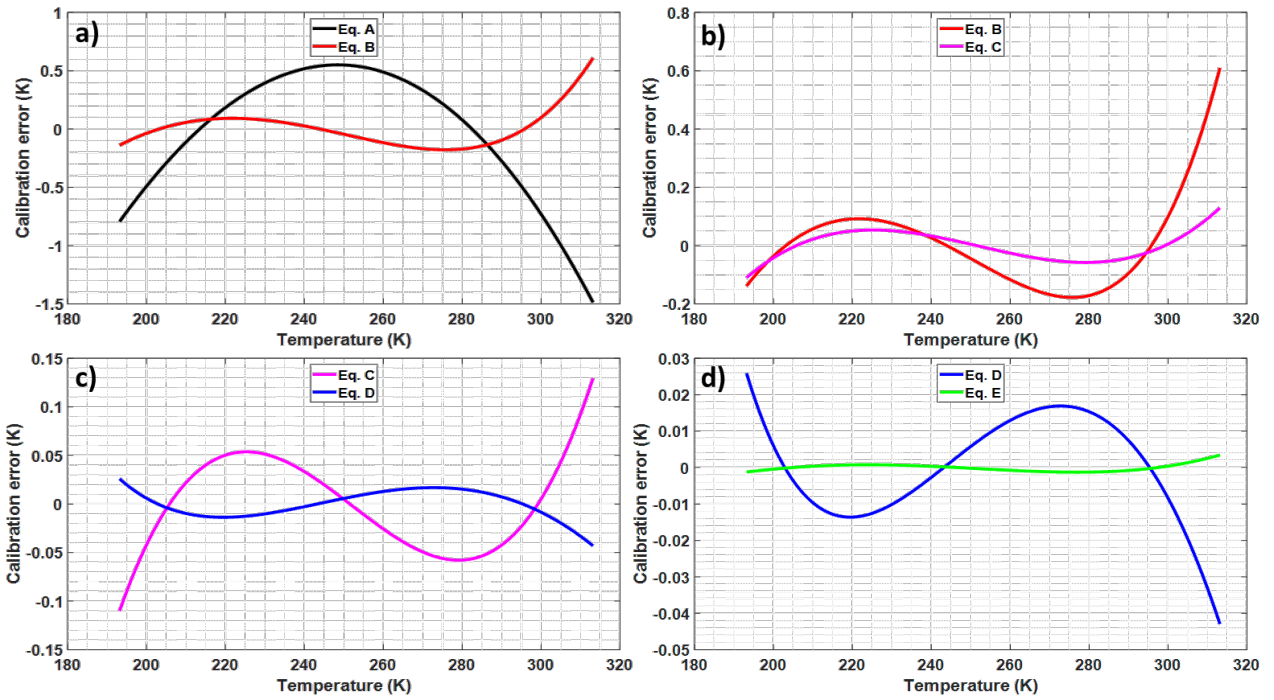 a)
Eq. A
Eq. B
Calibration error (K)
1
0.5
0
-0.5
-1
-1.5
180 200 220 240 260 280 300 320
Temperature (K)
b)
Eq. B
Eq. C
Calibration error (K)
0.8
0.6
0.4
0.2
0
-0.2
180 200 220 240 260 280 300 320
Temperature (K)
c)
Eq. C
Eq. D
Calibration error (K)
0.15
0.1
0.05
0
-0.05
-0.1
-0.15
180 200 220 240 260 280 300 320
Temperature (K)
d)
Eq. D
Eq. E
Calibration error (K)
0.03
0.02
0.01
0
-0.01
-0.02
-0.03
-0.04
-0.05
180 200 220 240 260 280 300 320
Temperature (K)